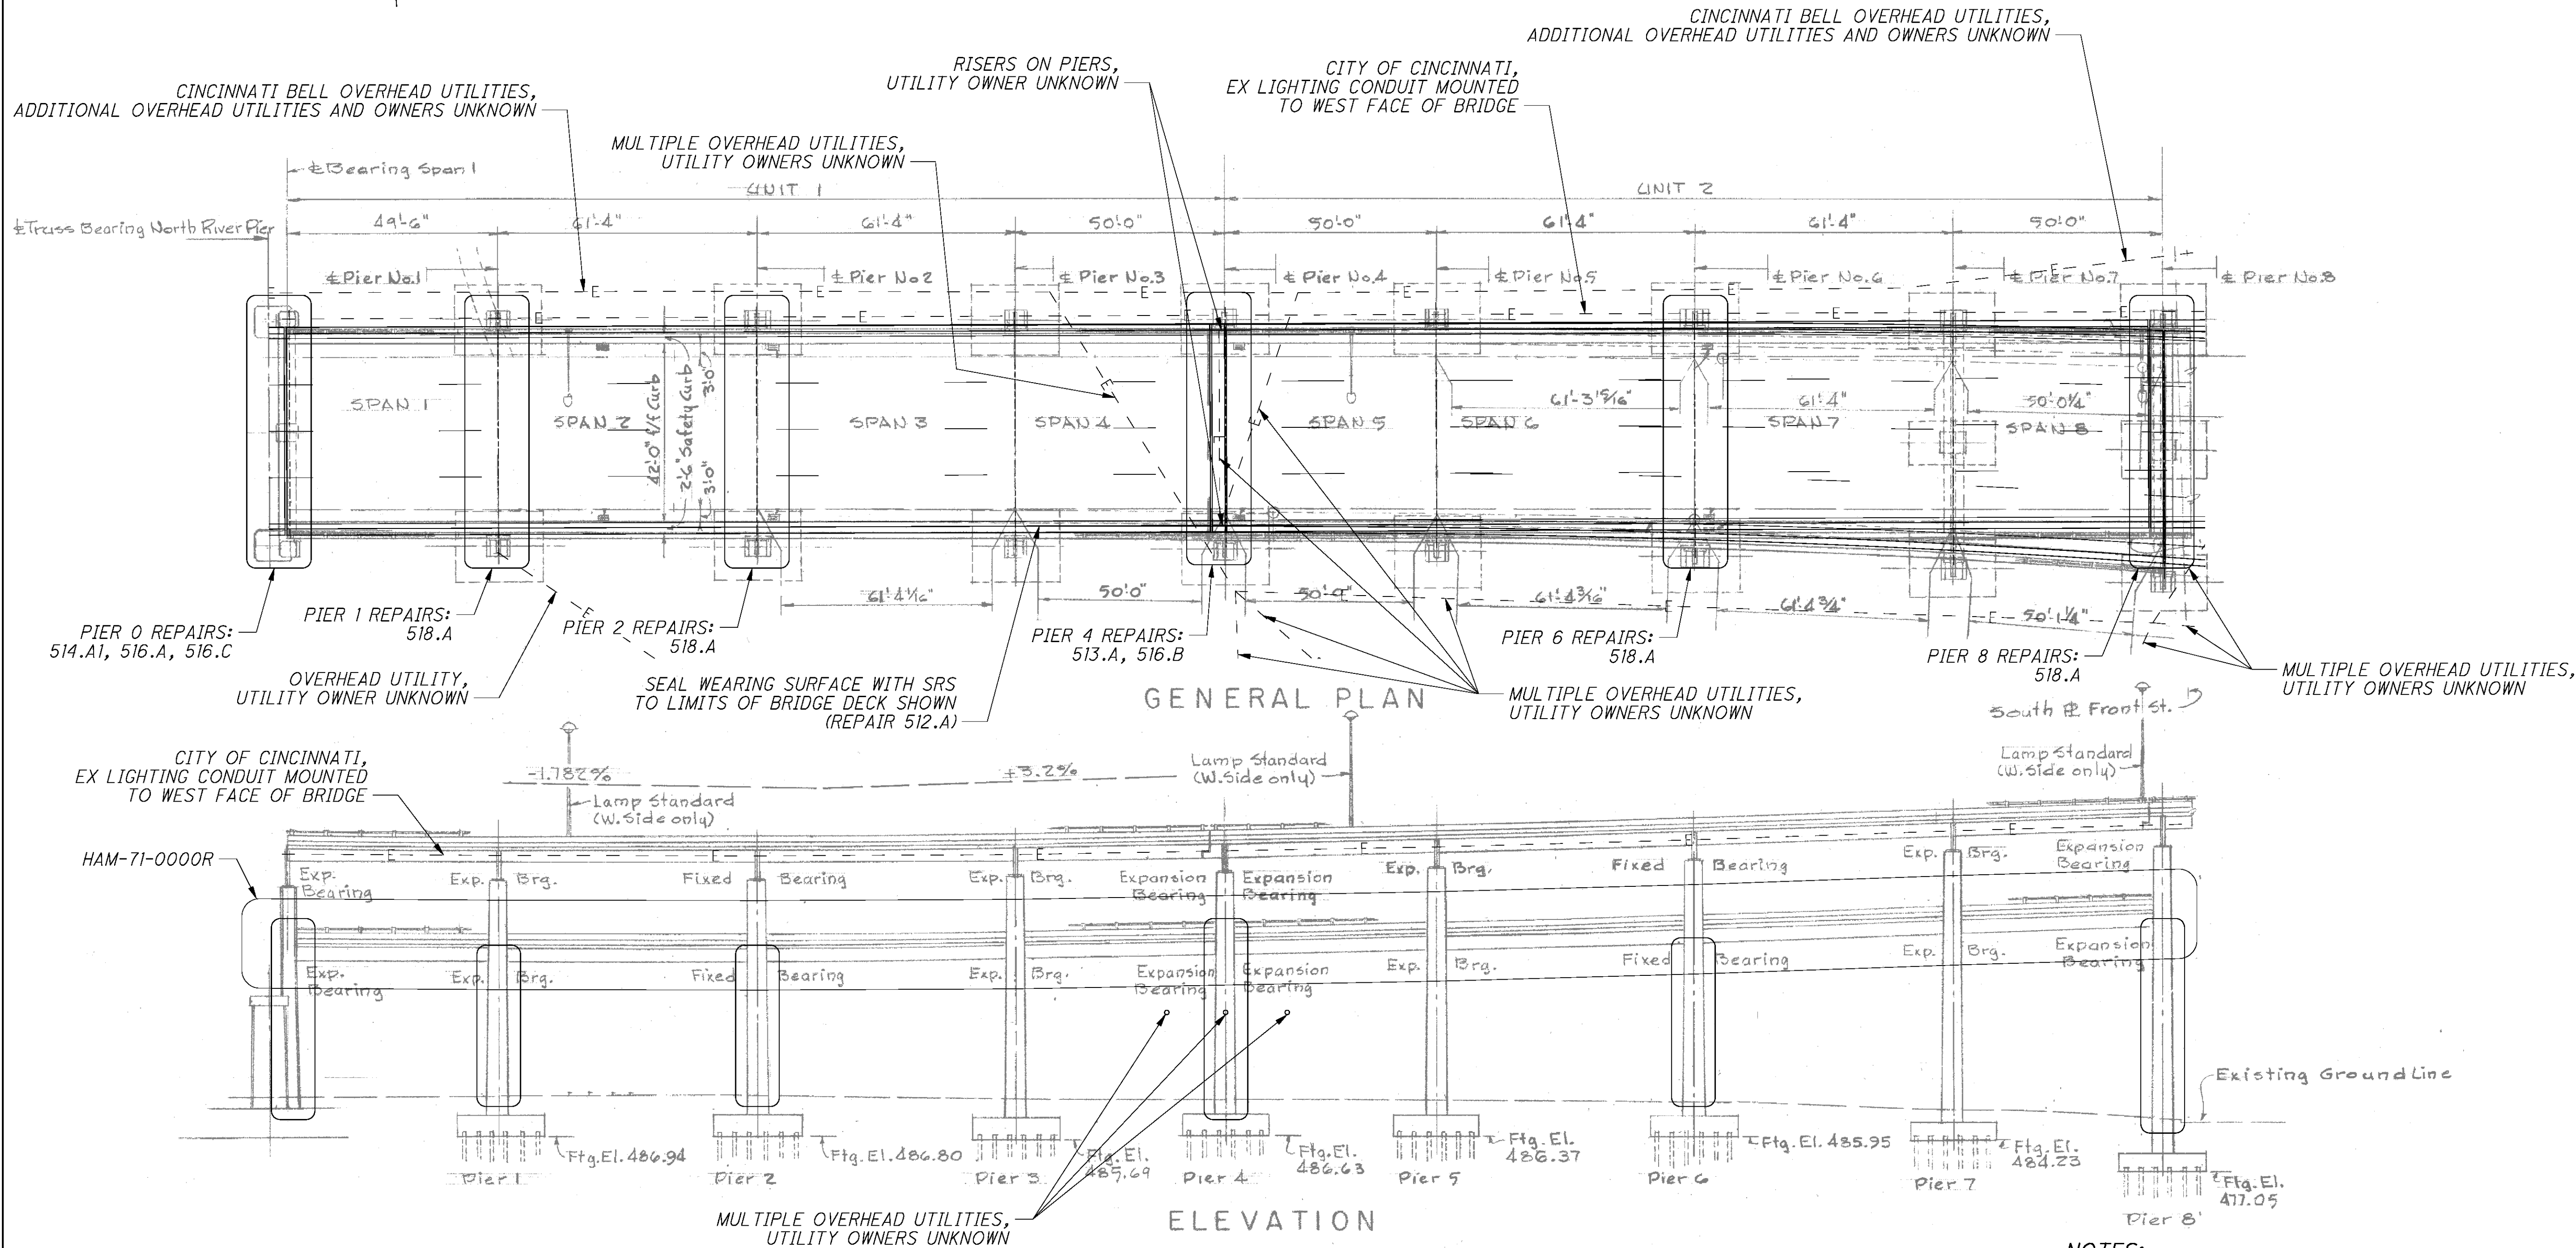 CINCINNATI BELL OVERHEAD UTILITIES,
ADDITIONAL OVERHEAD UTILITIES AND OWNERS UNKNOWN
RISERS ON PIERS,
UTILITY OWNER UNKNOWN
CITY OF CINCINNATI,
EX LIGHTING CONDUIT MOUNTED
TO WEST FACE OF BRIDGE
CINCINNATI BELL OVERHEAD UTILITIES,
ADDITIONAL OVERHEAD UTILITIES AND OWNERS UNKNOWN
MULTIPLE OVERHEAD UTILITIES,
UTILITY OWNERS UNKNOWN
℄ Bearing Span 1
UNIT 1
UNIT 2
℄ Truss Bearing North River Pier
49'-6"
61'-4"
61'-4"
50'-0"
50'-0"
61'-4"
61'-4"
50'-0"
℄ Pier No.1
℄ Pier No.2
℄ Pier No.3
℄ Pier No.4
℄ Pier No.5
℄ Pier No.6
℄ Pier No.7
℄ Pier No.8
E
E
E
E
E
E
E
E
E
E
E
E
E
SPAN 1
SPAN 2
SPAN 3
SPAN 4
SPAN 5
SPAN 6
SPAN 7
SPAN 8
42'-0" f/f Curb
2'-6" Safety Curb
3'-0"
3'-0"
61'-3 15/16"
61'-4"
50'-0 1/4"
61'-4 1/16"
50'-0"
50'-0"
61'-4 3/16"
61'-4 3/4"
50'-1 1/4"
E
E
E
PIER 0 REPAIRS:
514.A1, 516.A, 516.C
PIER 1 REPAIRS:
518.A
PIER 2 REPAIRS:
518.A
PIER 4 REPAIRS:
513.A, 516.B
PIER 6 REPAIRS:
518.A
PIER 8 REPAIRS:
518.A
OVERHEAD UTILITY,
UTILITY OWNER UNKNOWN
SEAL WEARING SURFACE WITH SRS
TO LIMITS OF BRIDGE DECK SHOWN
(REPAIR 512.A)
GENERAL PLAN
MULTIPLE OVERHEAD UTILITIES,
UTILITY OWNERS UNKNOWN
MULTIPLE OVERHEAD UTILITIES,
UTILITY OWNERS UNKNOWN
South ℄ Front St.
CITY OF CINCINNATI,
EX LIGHTING CONDUIT MOUNTED
TO WEST FACE OF BRIDGE
-1.782%
+3.2%
Lamp Standard
(W. Side only)
Lamp Standard
(W. Side only)
Lamp Standard
(W. Side only)
HAM-71-0000R
E
E
E
E
E
E
Exp.
Bearing
Exp. Brg.
Fixed Bearing
Exp. Brg.
Expansion
Bearing
Expansion
Bearing
Exp. Brg.
Fixed Bearing
Exp. Brg.
Expansion
Bearing
Exp.
Bearing
Exp. Brg.
Fixed Bearing
Exp. Brg.
Expansion
Bearing
Expansion
Bearing
Exp. Brg.
Fixed Bearing
Exp. Brg.
Expansion
Bearing
Existing Ground Line
Ftg. El. 486.94
Ftg. El. 486.80
Ftg. El.
485.69
Ftg. El.
486.63
Ftg. El.
486.37
Ftg. El. 485.95
Ftg. El.
484.23
Ftg. El.
477.05
Pier 1
Pier 2
Pier 3
Pier 4
Pier 5
Pier 6
Pier 7
Pier 8
MULTIPLE OVERHEAD UTILITIES,
UTILITY OWNERS UNKNOWN
ELEVATION
NOTES: